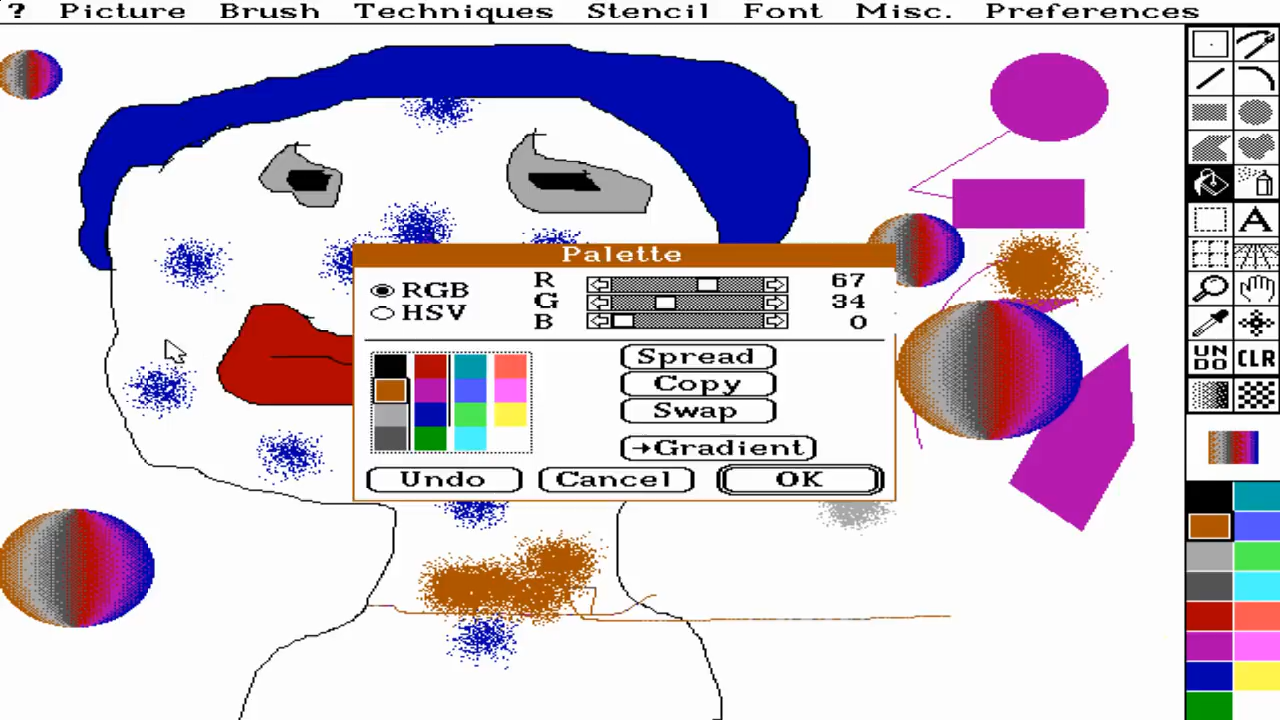 ? Picture Brush Techniques Stencil Font Misc. Preferences
A
UN
DO CLR
Palette
RGB
HSV
R 67
G 34
B 0
Spread
Copy
Swap
→Gradient
Undo Cancel OK